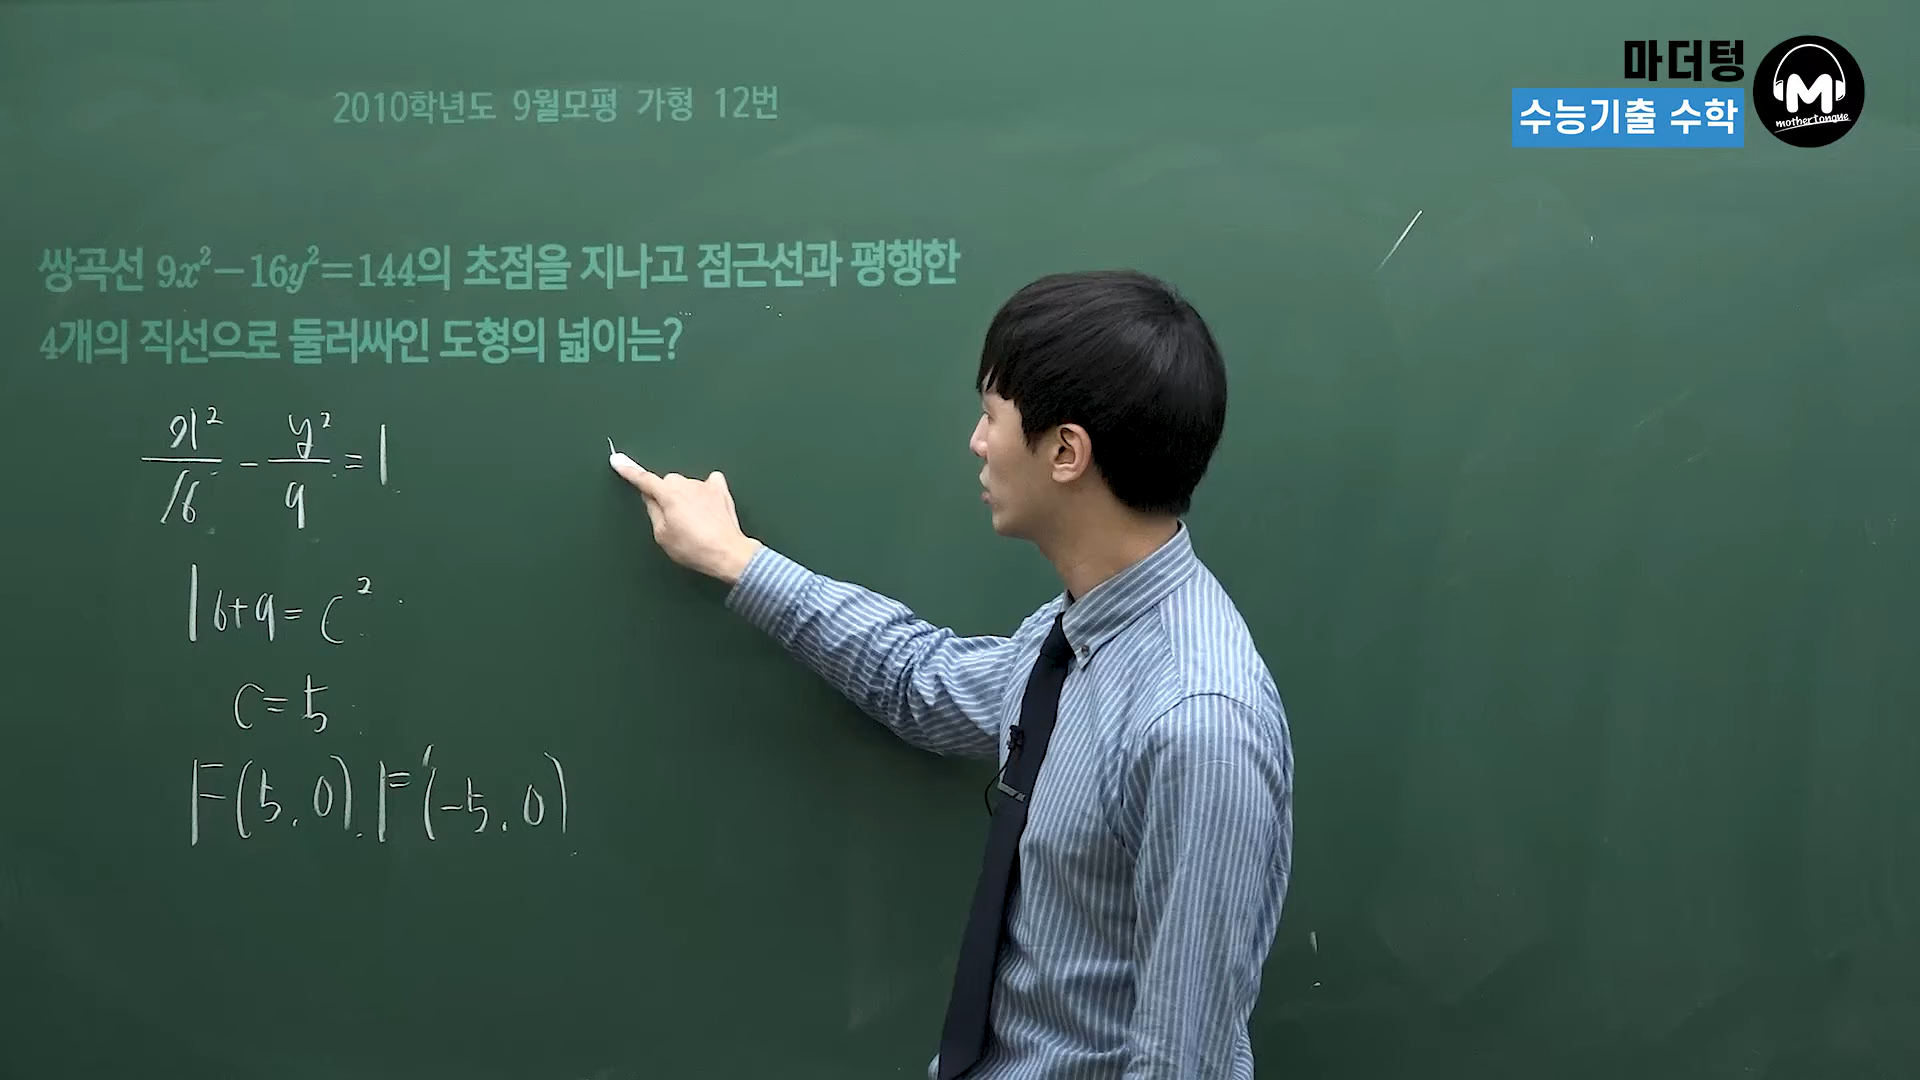 마더텅
수능기출 수학
mothertongue
2010학년도 9월모평 가형 12번
쌍곡선 9x²−16y²=144의 초점을 지나고 점근선과 평행한
4개의 직선으로 둘러싸인 도형의 넓이는?
x²/16 - y²/9 = 1
16+9=c²
c=5
F(5.0). F'(-5.0)